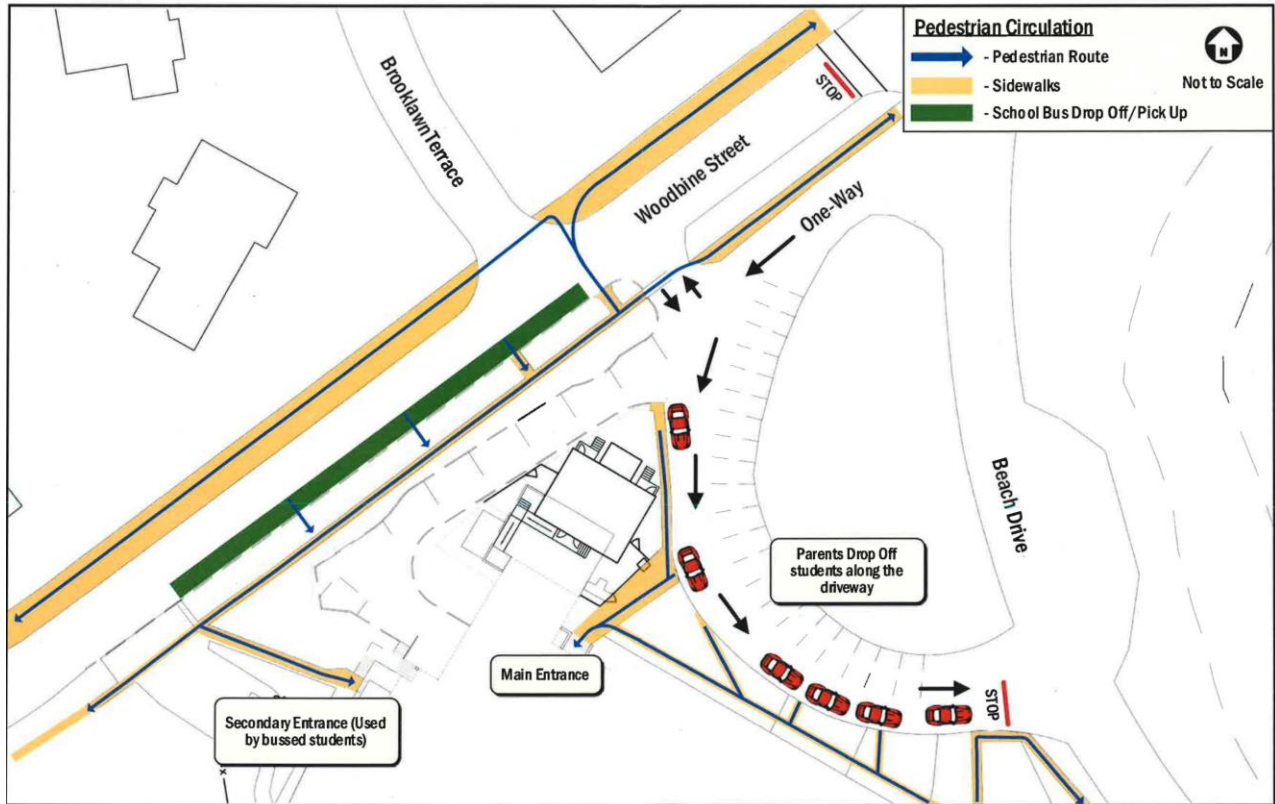 Pedestrian Circulation
- Pedestrian Route
- Sidewalks
- School Bus Drop Off/Pick Up
N
Not to Scale
STOP
Brooklawn Terrace
Woodbine Street
One-Way
Beach Drive
Parents Drop Off
students along the
driveway
Main Entrance
Secondary Entrance (Used
by bussed students)
STOP
x